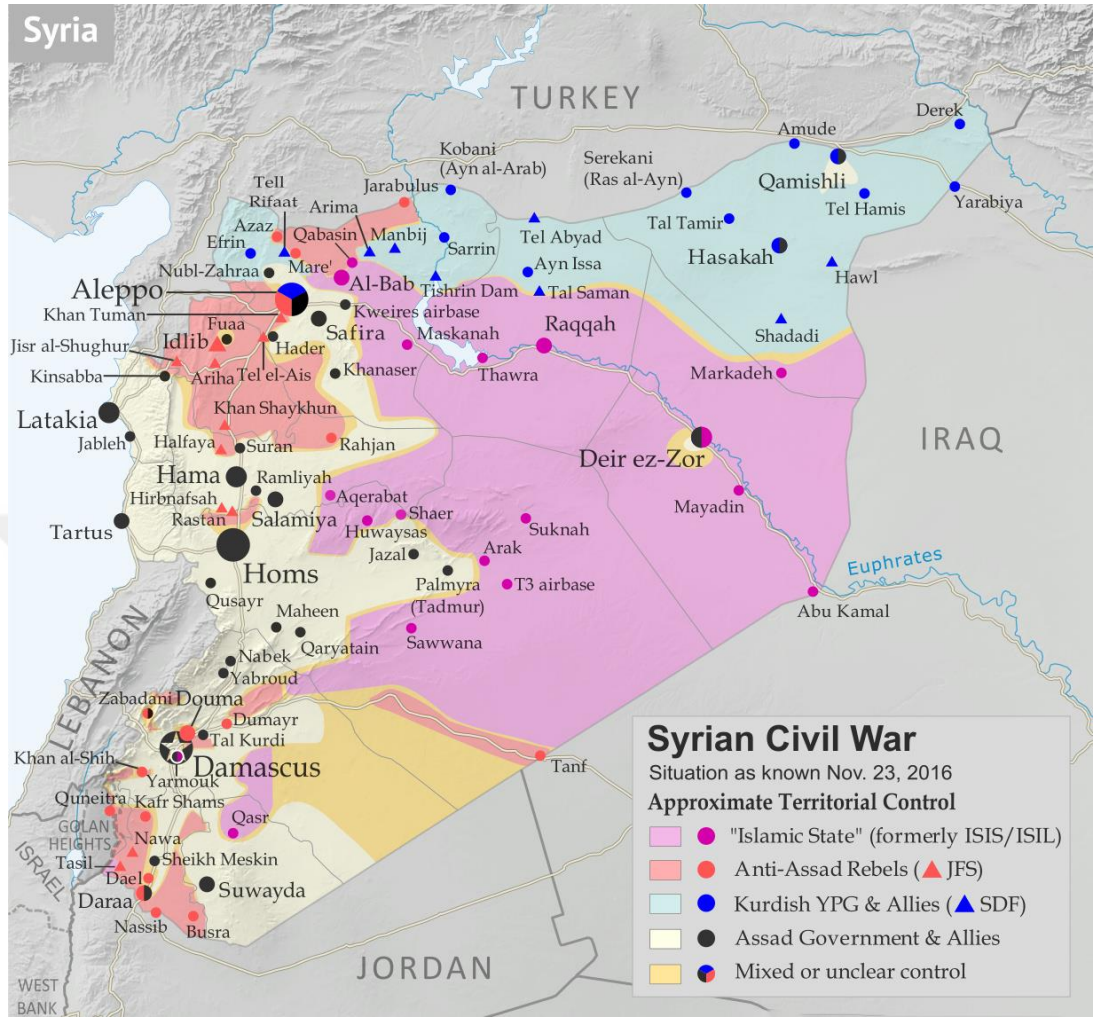 Syria
TURKEY
Derek
Amude
Kobani
(Ayn al-Arab)
Serekani
(Ras al-Ayn)
Qamishli
Tell
Rifaat
Jarabulus
Arima
Tel Hamis
Yarabiya
Azaz
Qabasin
Manbij
Tal Tamir
Efrin
Sarrin
Tel Abyad
Hasakah
Nubl-Zahraa
Mare'
Ayn Issa
Hawl
Al-Bab
Tishrin Dam
Tal Saman
Aleppo
Kweires airbase
Khan Tuman
Safira
Shadadi
Fuaa
Maskanah
Raqqah
Idlib
Hader
Jisr al-Shughur
Thawra
Kinsabba
Ariha
Tel el-Ais
Khanaser
Markadeh
Latakia
Khan Shaykhun
Jableh
Halfaya
Suran
Rahjan
IRAQ
Deir ez-Zor
Hama
Ramliyah
Hirbnafsah
Aqerabat
Mayadin
Rastan
Salamiya
Shaer
Tartus
Huwaysas
Suknah
Jazal
Arak
Homs
Euphrates
Palmyra
(Tadmur)
T3 airbase
Qusayr
Abu Kamal
Maheen
Sawwana
Qaryatain
LEBANON
Nabek
Yabroud
Zabadani
Douma
Dumayr
Tal Kurdi
Khan al-Shih
Damascus
Tanf
Yarmouk
Quneitra
Kafr Shams
GOLAN
HEIGHTS
Qasr
Nawa
ISRAEL
Tasil
Sheikh Meskin
Dael
Suwayda
Daraa
Nassib
Busra
JORDAN
WEST
BANK
Syrian Civil War
Situation as known Nov. 23, 2016
Approximate Territorial Control
"Islamic State" (formerly ISIS/ISIL)
Anti-Assad Rebels ( JFS)
Kurdish YPG & Allies ( SDF)
Assad Government & Allies
Mixed or unclear control